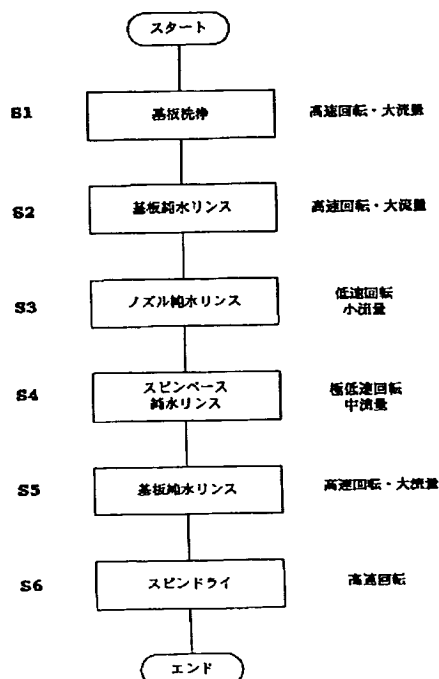 スタート
S1 基板洗浄 高速回転・大流量
S2 基板純水リンス 高速回転・大流量
S3 ノズル純水リンス 低速回転
小流量
S4 スピンベース
純水リンス 極低速回転
中流量
S5 基板純水リンス 高速回転・大流量
S6 スピンドライ 高速回転
エンド